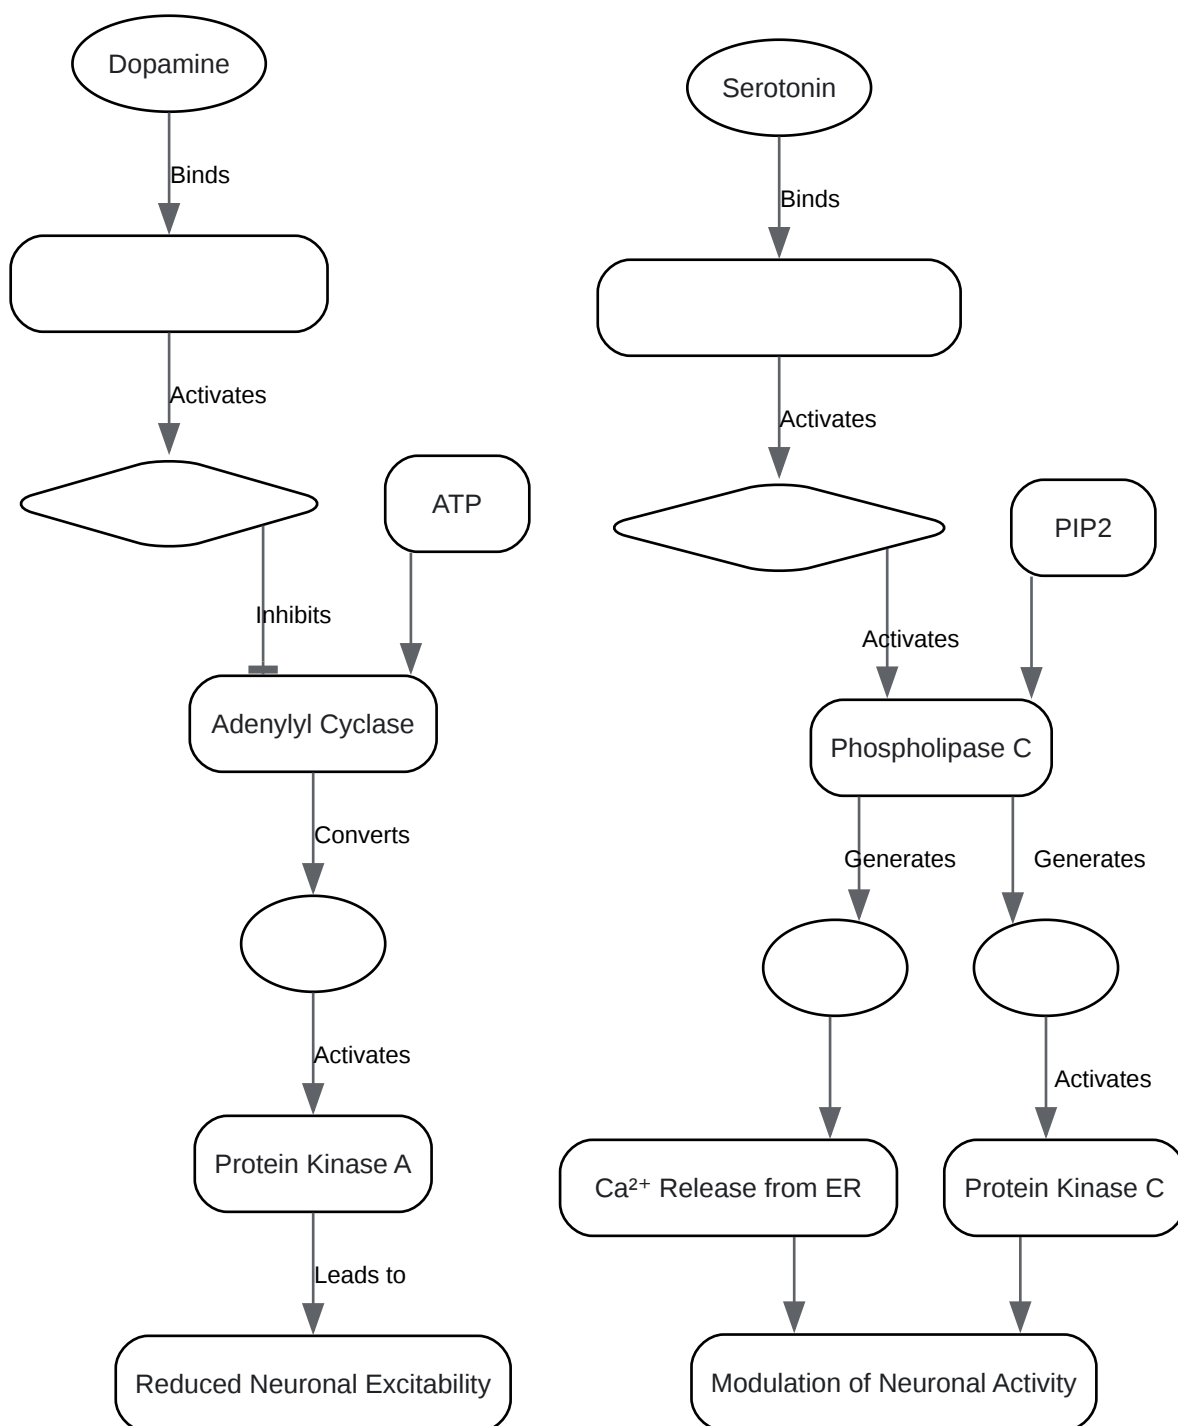 Dopamine
Serotonin
Binds
Binds
Activates
Activates
ATP
PIP2
Inhibits
Activates
Adenylyl Cyclase
Phospholipase C
Converts
Generates
Generates
Activates
Activates
Protein Kinase A
Ca²⁺ Release from ER
Protein Kinase C
Leads to
Reduced Neuronal Excitability
Modulation of Neuronal Activity